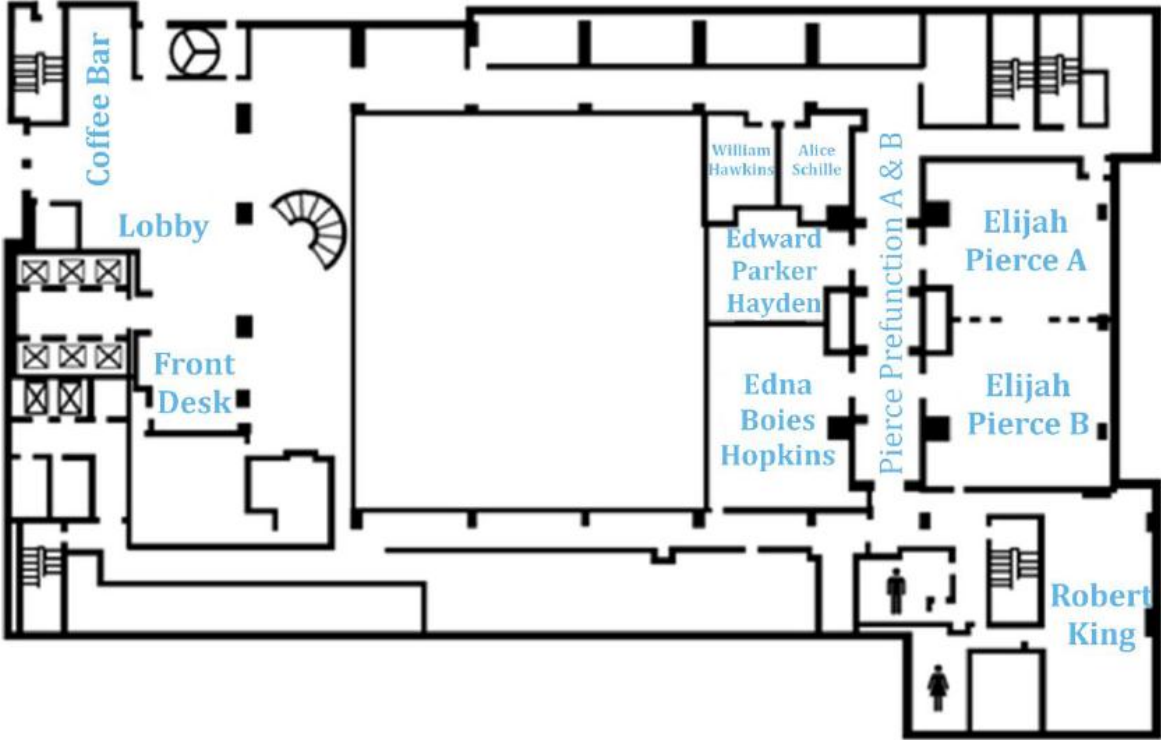 Coffee Bar
Lobby
Front
Desk
William
Hawkins
Alice
Schille
Edward
Parker
Hayden
Edna
Boies
Hopkins
Pierce Prefunction A & B
Elijah
Pierce A
Elijah
Pierce B
Robert
King